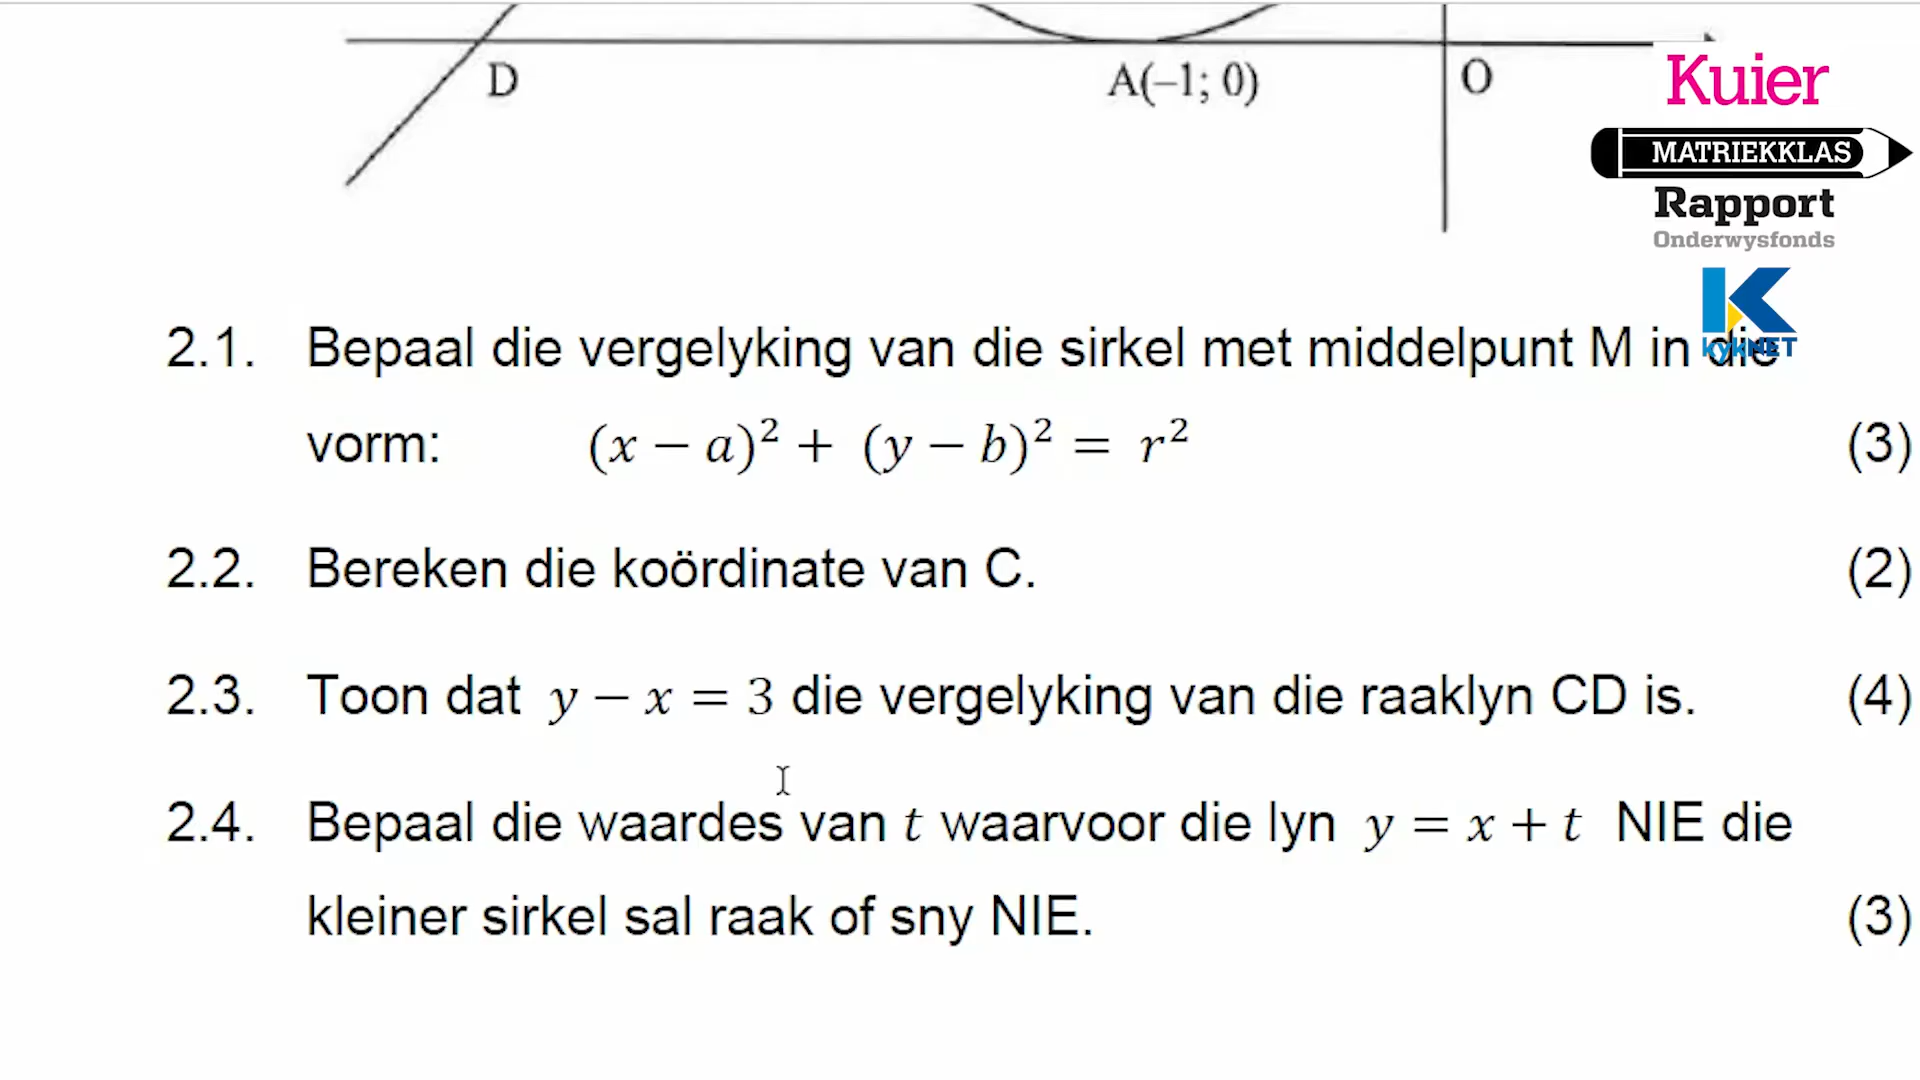 D
A(–1; 0)
O
Kuier
MATRIEKKLAS
Rapport
Onderwysfonds
kykNET
2.1. Bepaal die vergelyking van die sirkel met middelpunt M in die
vorm: (x − a)² + (y − b)² = r² (3)
2.2. Bereken die koördinate van C. (2)
2.3. Toon dat y − x = 3 die vergelyking van die raaklyn CD is. (4)
2.4. Bepaal die waardes van t waarvoor die lyn y = x + t NIE die
kleiner sirkel sal raak of sny NIE. (3)